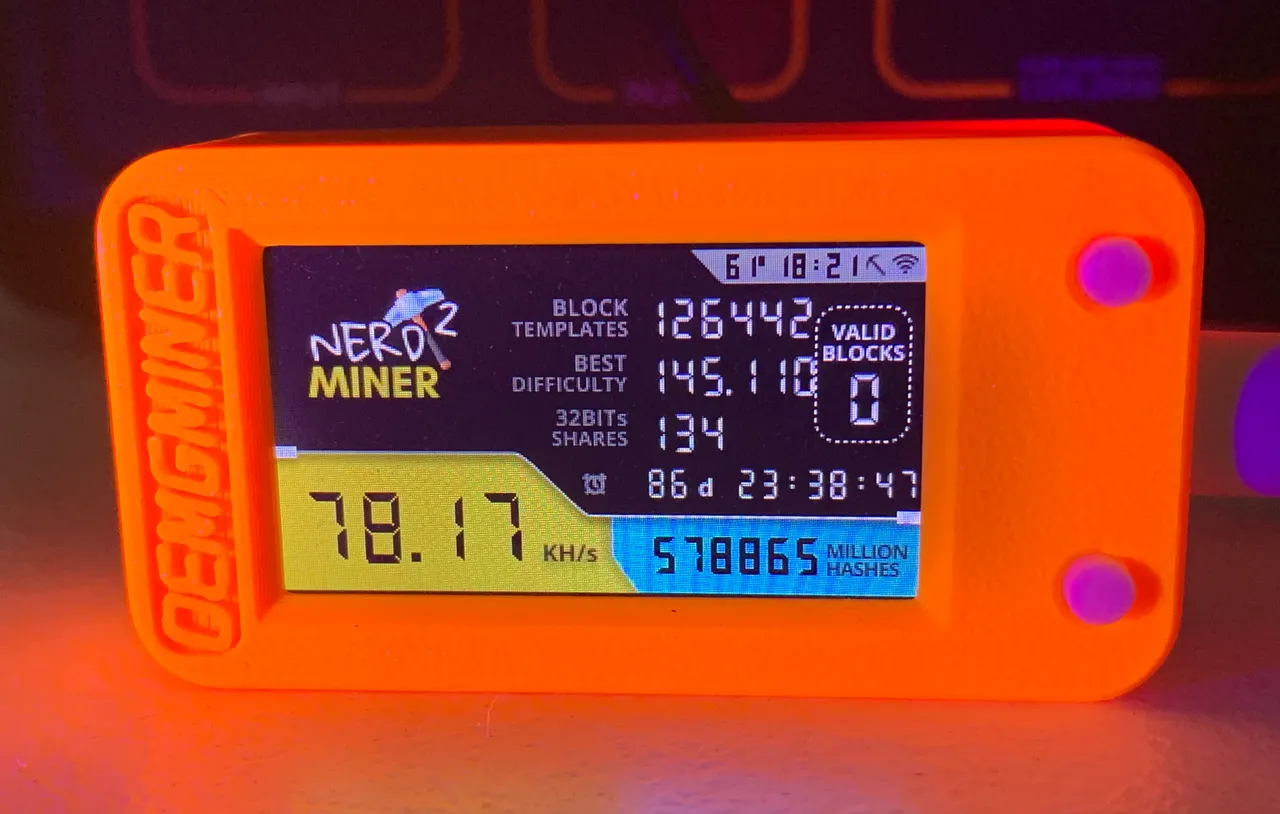 OEMGMINER
61° 18:21
NERD 2
MINER
BLOCK
TEMPLATES 126442
BEST
DIFFICULTY 145.110
32BITs
SHARES 134
VALID
BLOCKS
0
86d 23:38:47
78.17 KH/s
578865 MILLION
HASHES